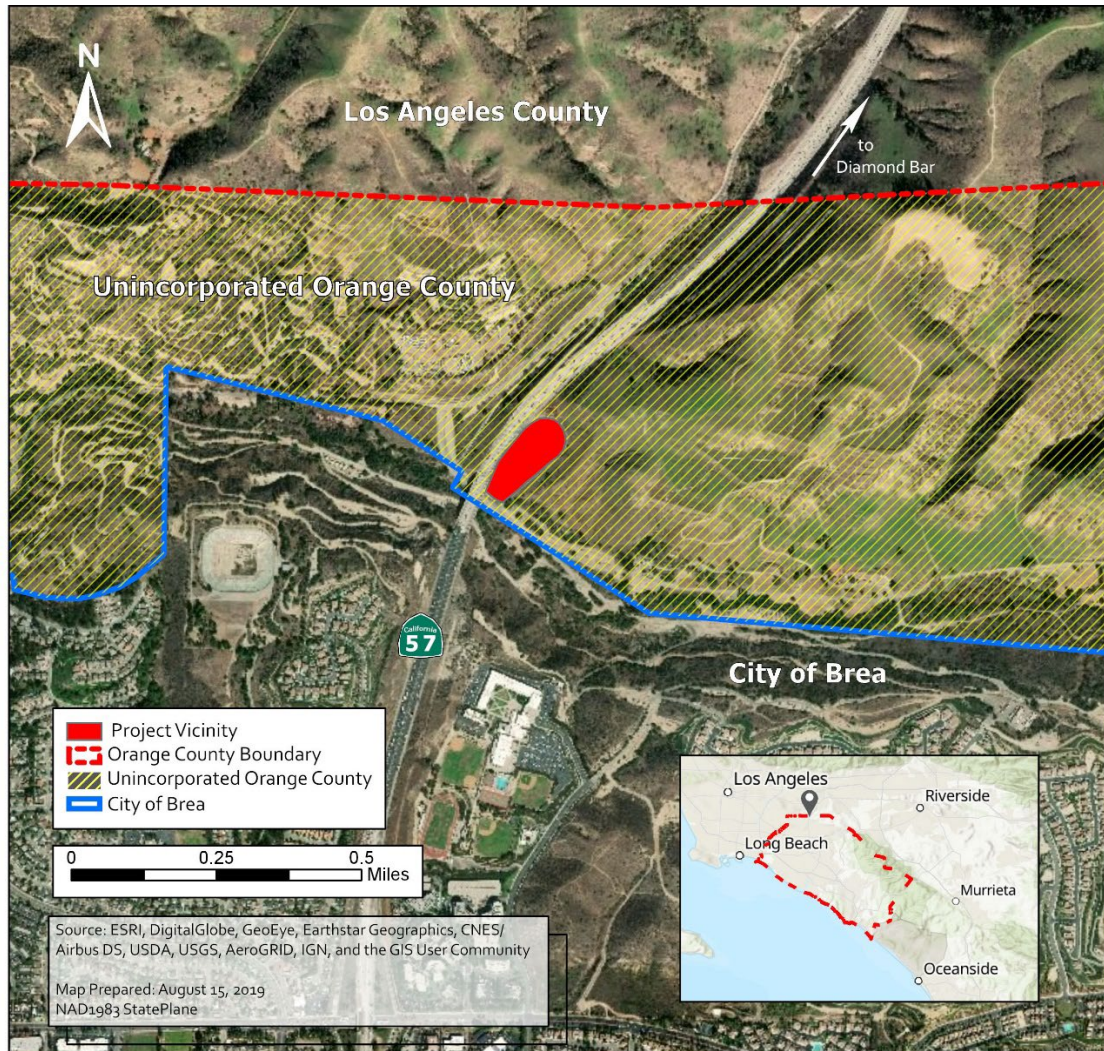 N
Los Angeles County
to
Diamond Bar
Unincorporated Orange County
California
57
City of Brea
Project Vicinity
Orange County Boundary
Unincorporated Orange County
City of Brea
0 0.25 0.5
Miles
Source: ESRI, DigitalGlobe, GeoEye, Earthstar Geographics, CNES/
Airbus DS, USDA, USGS, AeroGRID, IGN, and the GIS User Community
Map Prepared: August 15, 2019
NAD1983 StatePlane
Los Angeles
Riverside
Long Beach
Murrieta
Oceanside